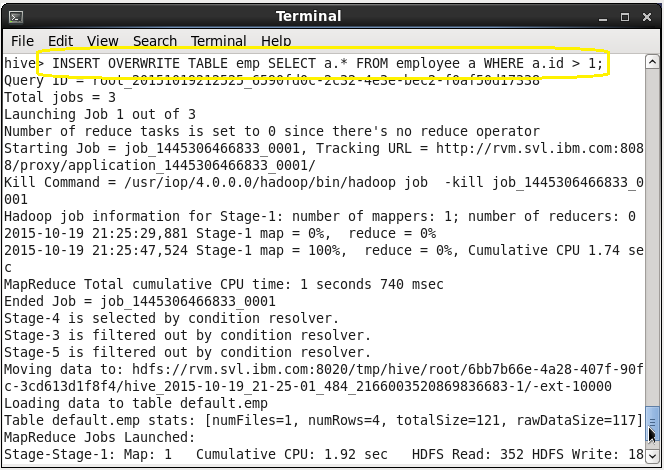 Terminal
File Edit View Search Terminal Help
hive> INSERT OVERWRITE TABLE emp SELECT a.* FROM employee a WHERE a.id > 1;
Query ID = root_20151019212525_6590fd0c-2c32-4e3e-bec2-f0af50d17338
Total jobs = 3
Launching Job 1 out of 3
Number of reduce tasks is set to 0 since there's no reduce operator
Starting Job = job_1445306466833_0001, Tracking URL = http://rvm.svl.ibm.com:808
8/proxy/application_1445306466833_0001/
Kill Command = /usr/iop/4.0.0.0/hadoop/bin/hadoop job  -kill job_1445306466833_0
001
Hadoop job information for Stage-1: number of mappers: 1; number of reducers: 0
2015-10-19 21:25:29,881 Stage-1 map = 0%,  reduce = 0%
2015-10-19 21:25:47,524 Stage-1 map = 100%,  reduce = 0%, Cumulative CPU 1.74 se
c
MapReduce Total cumulative CPU time: 1 seconds 740 msec
Ended Job = job_1445306466833_0001
Stage-4 is selected by condition resolver.
Stage-3 is filtered out by condition resolver.
Stage-5 is filtered out by condition resolver.
Moving data to: hdfs://rvm.svl.ibm.com:8020/tmp/hive/root/6bb7b66e-4a28-407f-90f
c-3cd613d1f8f4/hive_2015-10-19_21-25-01_484_2166003520869836683-1/-ext-10000
Loading data to table default.emp
Table default.emp stats: [numFiles=1, numRows=4, totalSize=121, rawDataSize=117]
MapReduce Jobs Launched:
Stage-Stage-1: Map: 1   Cumulative CPU: 1.92 sec   HDFS Read: 352 HDFS Write: 18